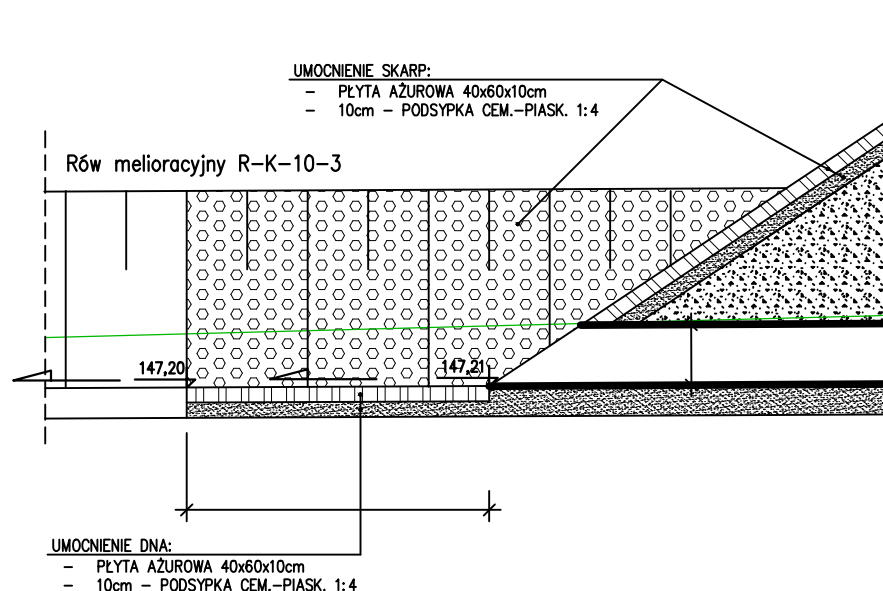 UMOCNIENIE SKARP:
- PŁYTA AŻUROWA 40x60x10cm
- 10cm - PODSYPKA CEM.-PIASK. 1:4
Rów melioracyjny R-K-10-3
147,20
147,21
UMOCNIENIE DNA:
- PŁYTA AŻUROWA 40x60x10cm
- 10cm - PODSYPKA CEM.-PIASK. 1:4